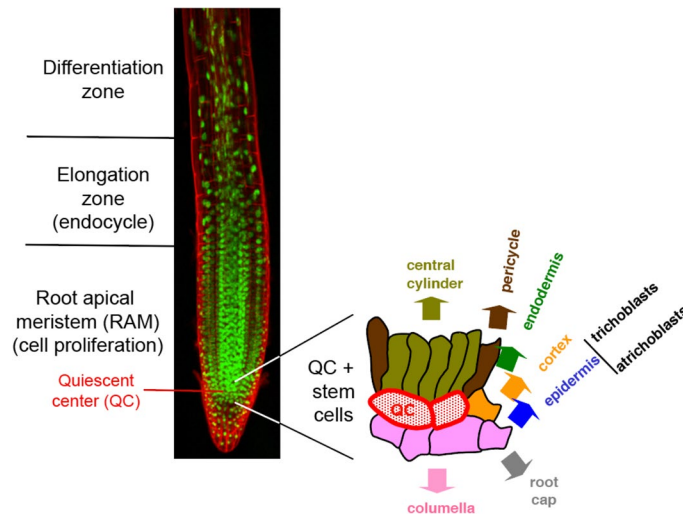 Differentiation
zone
Elongation
zone
(endocycle)
Root apical
meristem (RAM)
(cell proliferation)
Quiescent
center (QC)
QC +
stem
cells
QC
central
cylinder
pericycle
endodermis
cortex
epidermis
trichoblasts
atrichoblasts
columella
root
cap